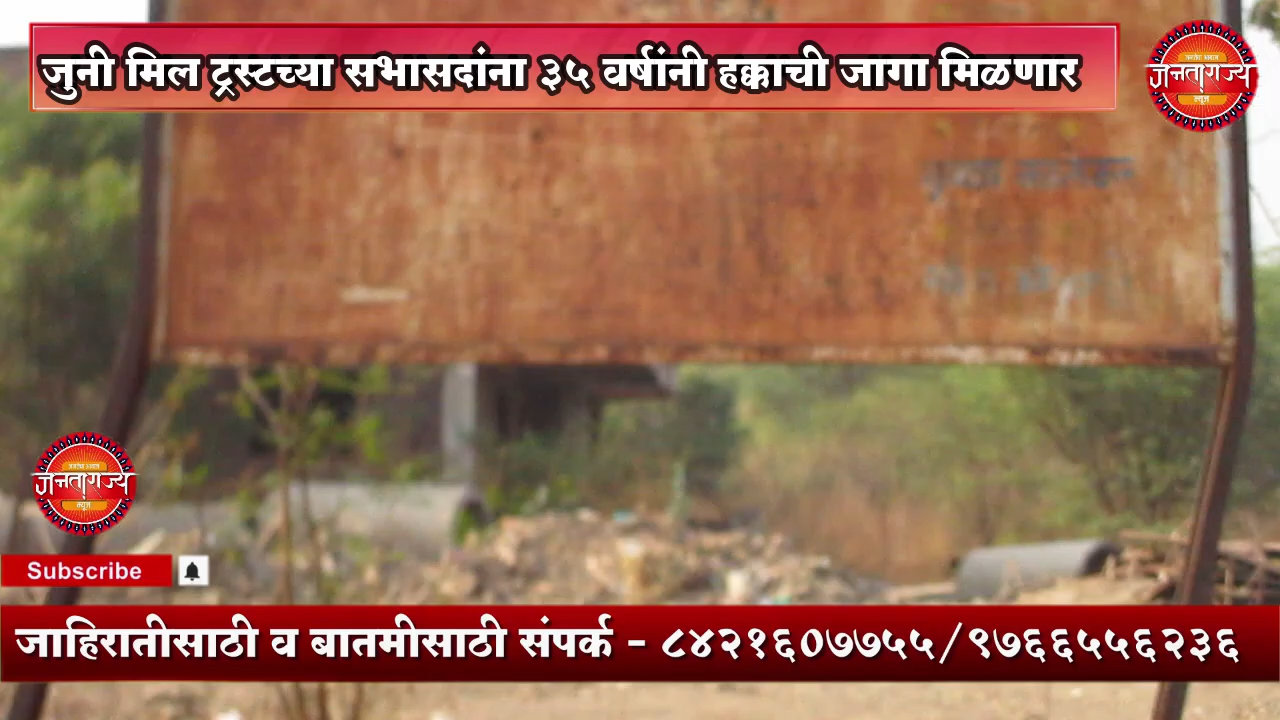 जुनी मिल ट्रस्टच्या सभासदांना ३५ वर्षांनी हक्काची जागा मिळणार
जनताराज्य
जनताराज्य
न्यूज
Subscribe
जाहिरातीसाठी व बातमीसाठी संपर्क - ८४२१६०७७५५/९७६६५५६२३६